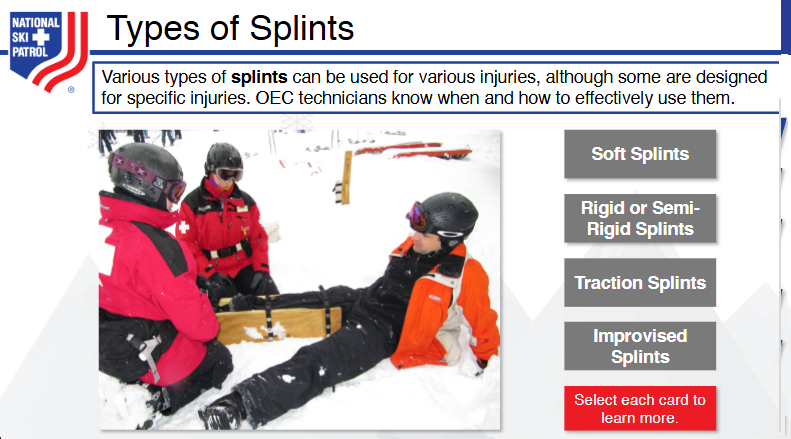 NATIONAL
SKI
PATROL
®
Types of Splints
Various types of splints can be used for various injuries, although some are designed
for specific injuries. OEC technicians know when and how to effectively use them.
Soft Splints
Rigid or Semi-
Rigid Splints
Traction Splints
Improvised
Splints
Select each card to
learn more.